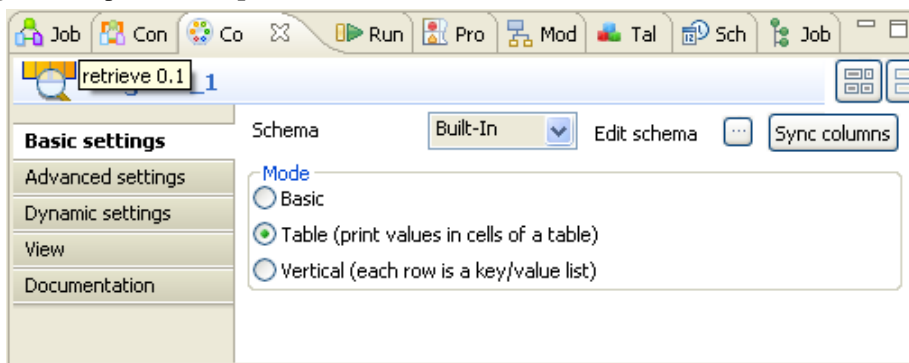 Job Con Co Run Pro Mod Tal Sch Job
retrieve 0.1 _1
Schema Built-In Edit schema ... Sync columns
Basic settings
Advanced settings
Dynamic settings
View
Documentation
Mode
Basic
Table (print values in cells of a table)
Vertical (each row is a key/value list)